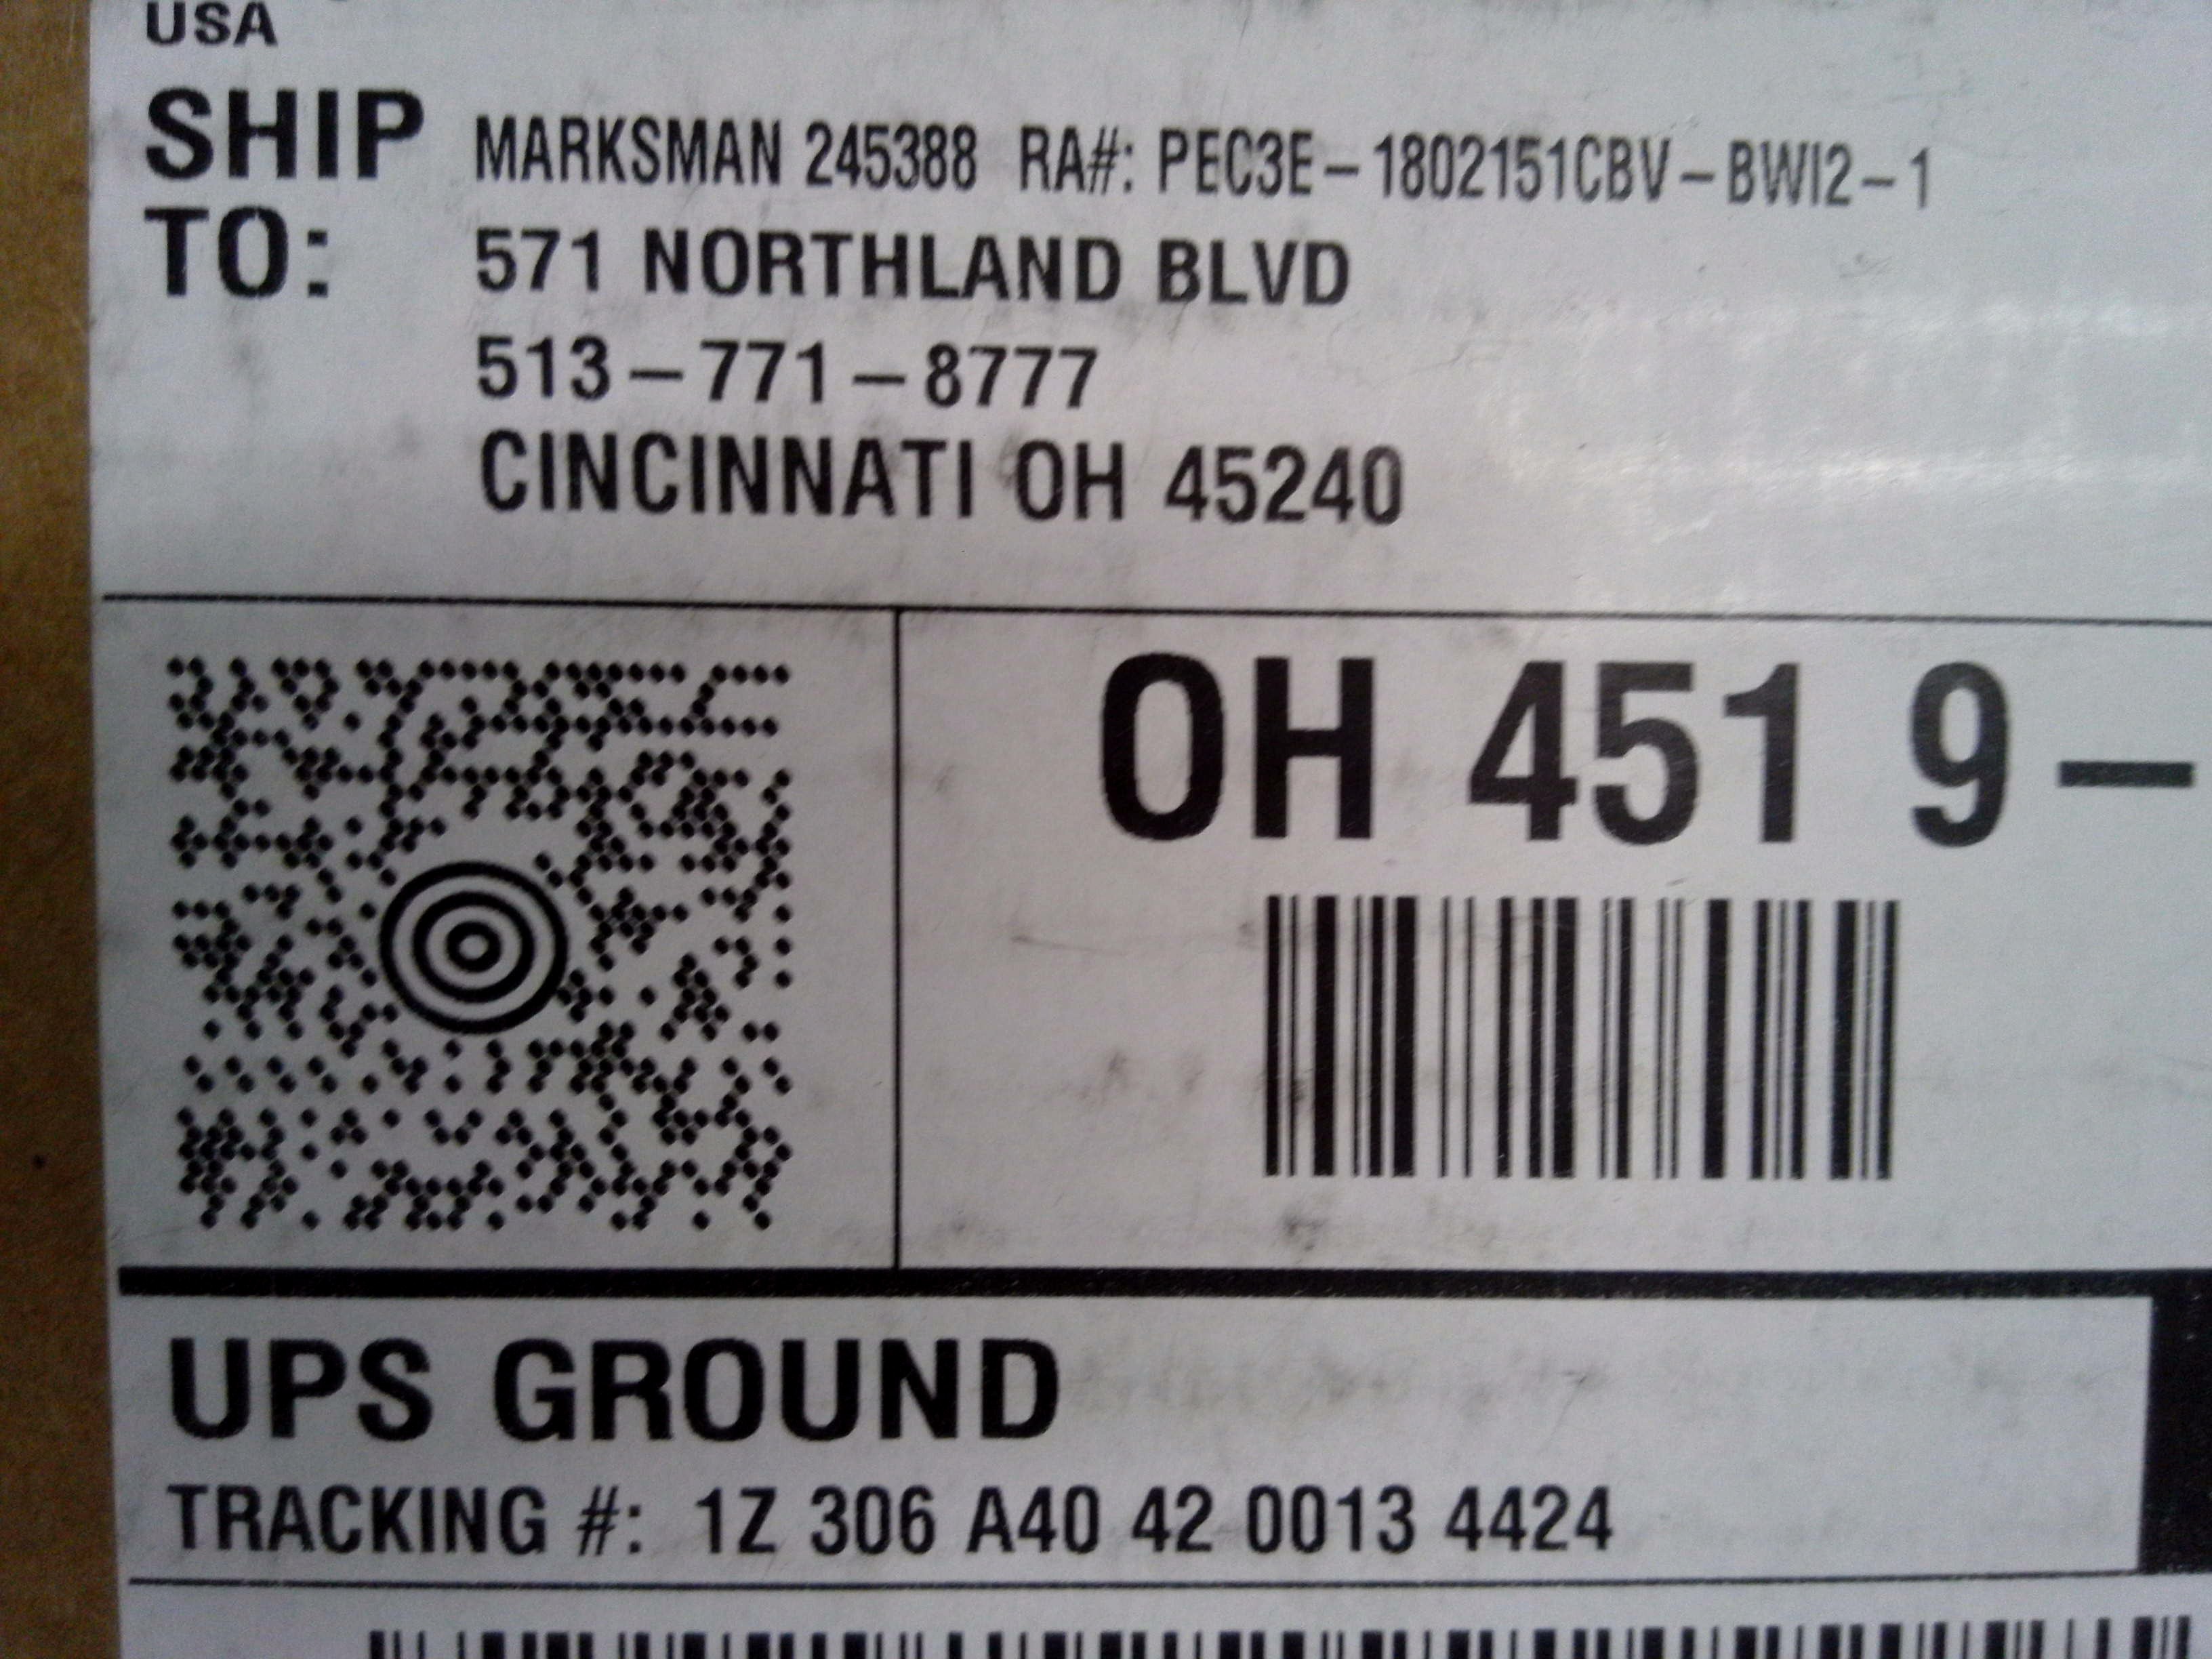 USA
SHIP TO:
MARKSMAN 245388 RA#: PEC3E-1802151CBV-BWI2-1
571 NORTHLAND BLVD
513-771-8777
CINCINNATI OH 45240
OH 451 9-
UPS GROUND
TRACKING #: 1Z 306 A40 42 0013 4424